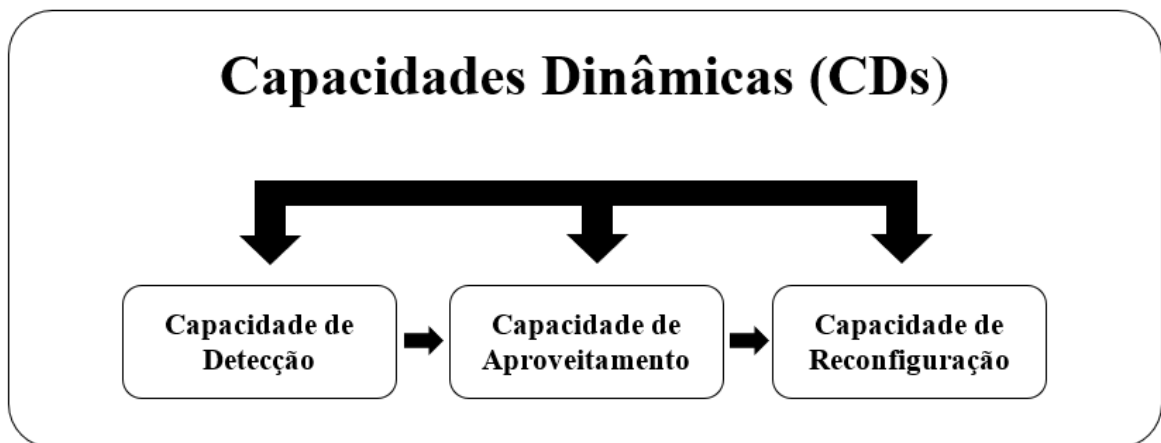 Capacidades Dinâmicas (CDs)
Capacidade de
Detecção
Capacidade de
Aproveitamento
Capacidade de
Reconfiguração